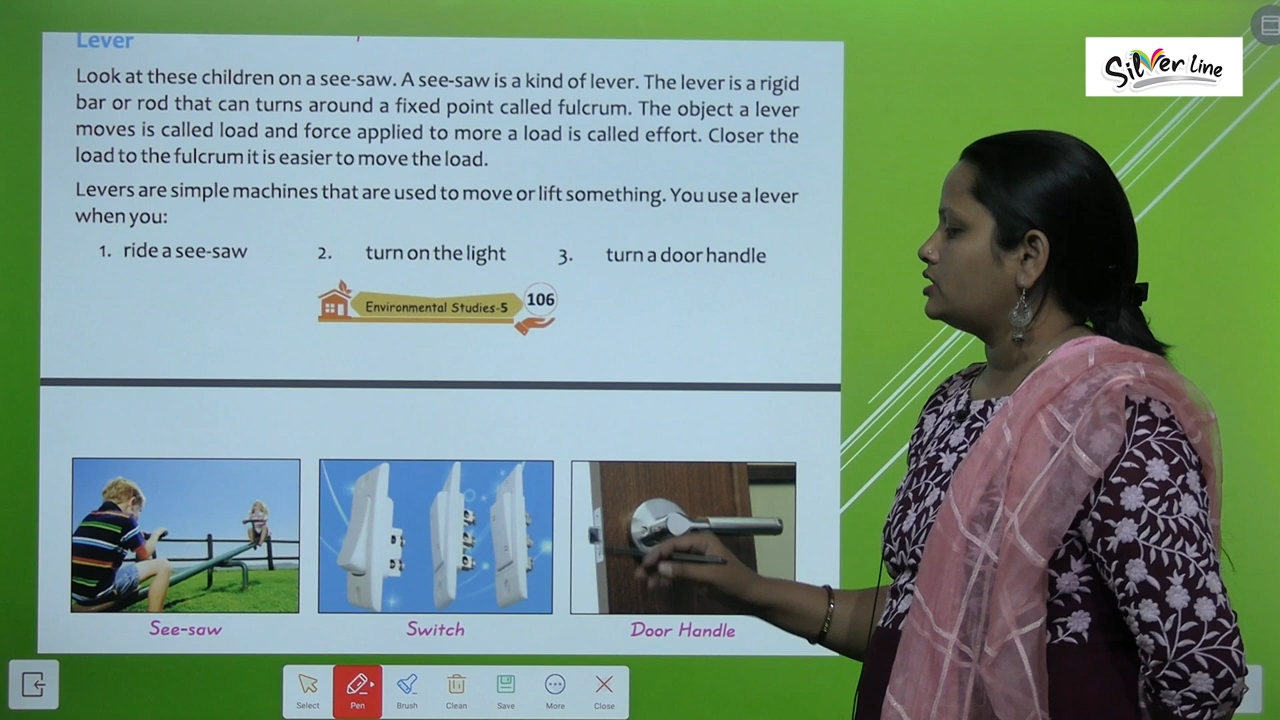 Lever
Silver line
Look at these children on a see-saw. A see-saw is a kind of lever. The lever is a rigid
bar or rod that can turns around a fixed point called fulcrum. The object a lever
moves is called load and force applied to more a load is called effort. Closer the
load to the fulcrum it is easier to move the load.
Levers are simple machines that are used to move or lift something. You use a lever
when you:
1. ride a see-saw 2. turn on the light 3. turn a door handle
Environmental Studies-5 106
See-saw Switch Door Handle
Select Pen Brush Clean Save More Close